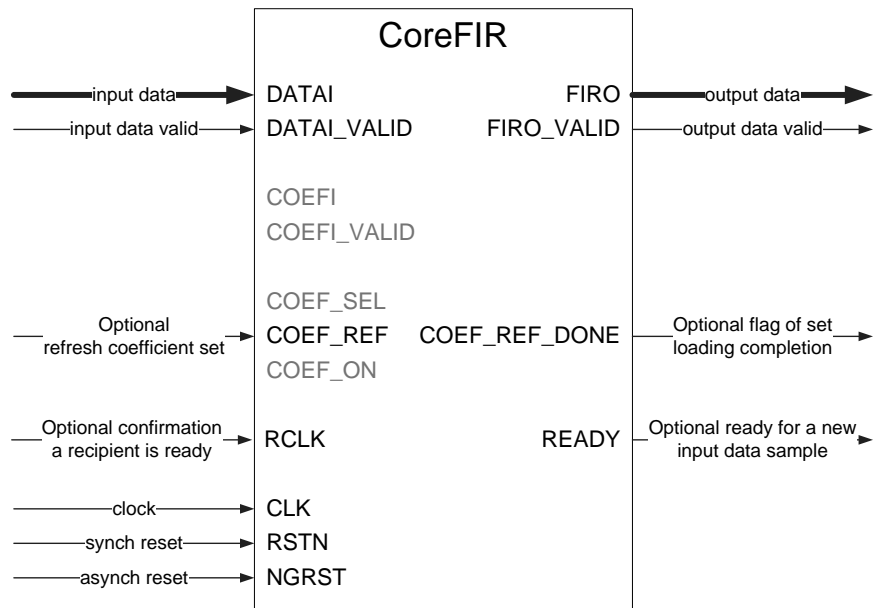 CoreFIR
input data
DATAI
FIRO
output data
input data valid
DATAI_VALID
FIRO_VALID
output data valid
COEFI
COEFI_VALID
COEF_SEL
Optional
refresh coefficient set
COEF_REF
COEF_REF_DONE
Optional flag of set
loading completion
COEF_ON
Optional confirmation
a recipient is ready
RCLK
READY
Optional ready for a new
input data sample
clock
CLK
synch reset
RSTN
asynch reset
NGRST